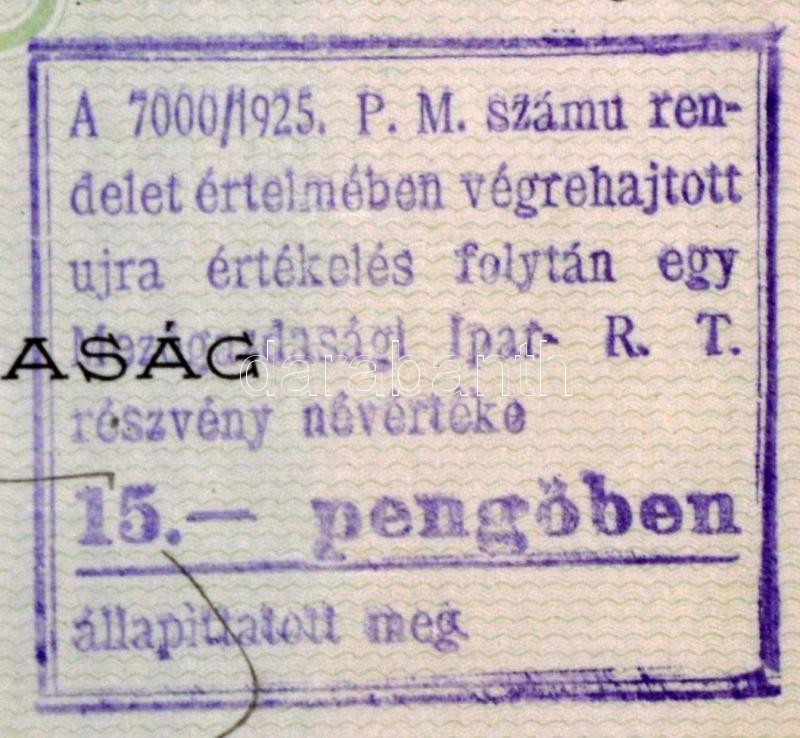 A 7000/1925. P. M. számu ren-
delet értelmében végrehajtott
ujra értékelés folytán egy
Mezőgazdasági Ipar- R. T.
ASÁG
darabanth
részvény névértéke
15.— pengőben
állapittatott meg